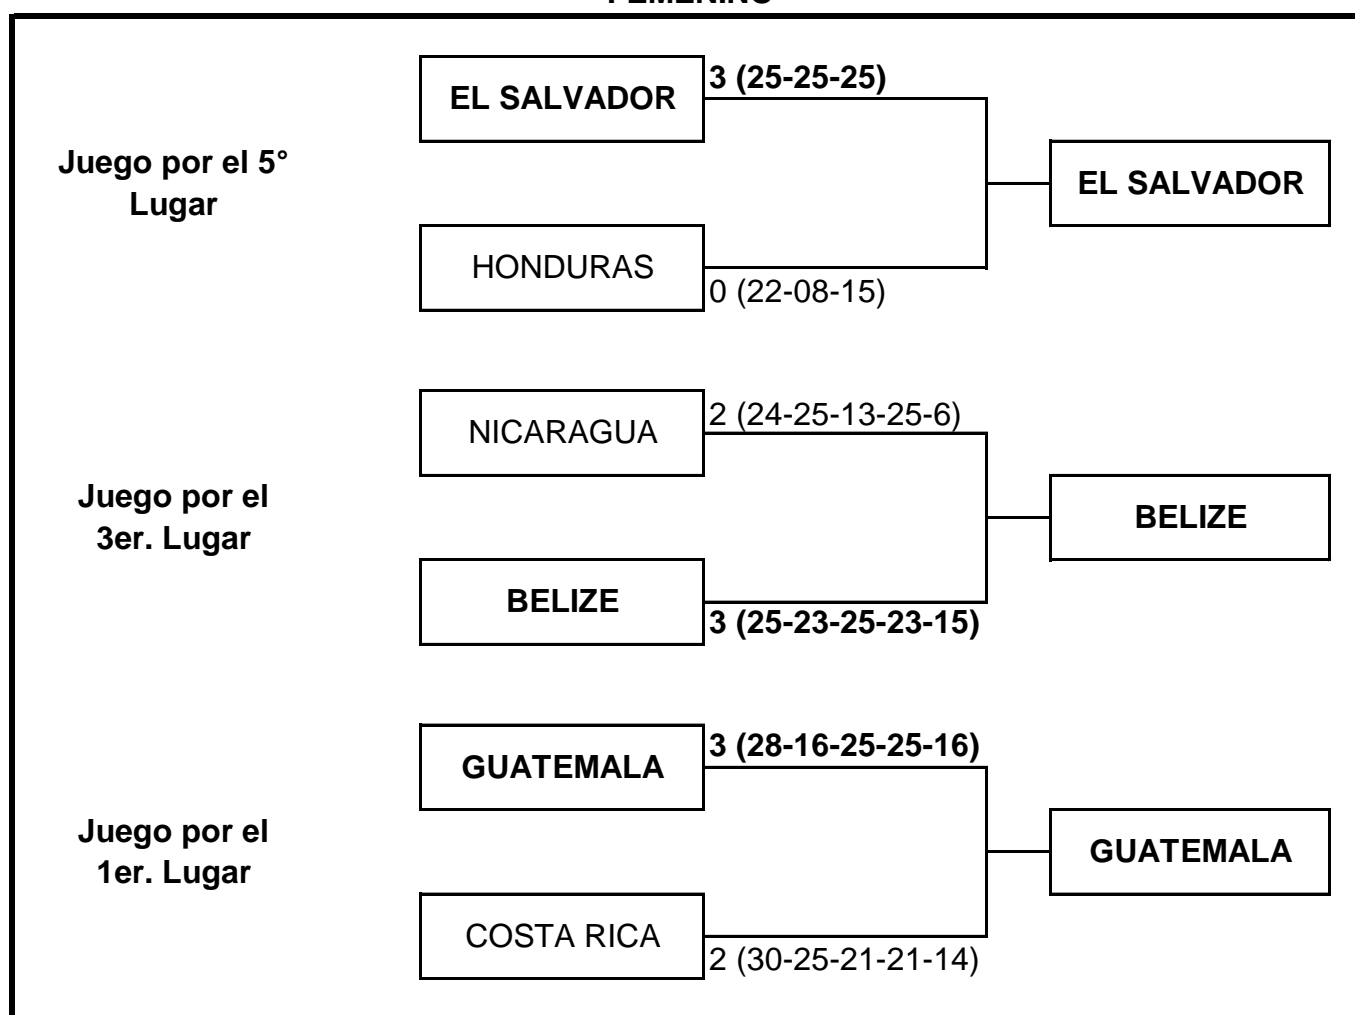 FEMENINO
3 (25-25-25)
EL SALVADOR
Juego por el 5°
Lugar
EL SALVADOR
HONDURAS
0 (22-08-15)
2 (24-25-13-25-6)
NICARAGUA
Juego por el
3er. Lugar
BELIZE
BELIZE
3 (25-23-25-23-15)
3 (28-16-25-25-16)
GUATEMALA
Juego por el
1er. Lugar
GUATEMALA
COSTA RICA
2 (30-25-21-21-14)